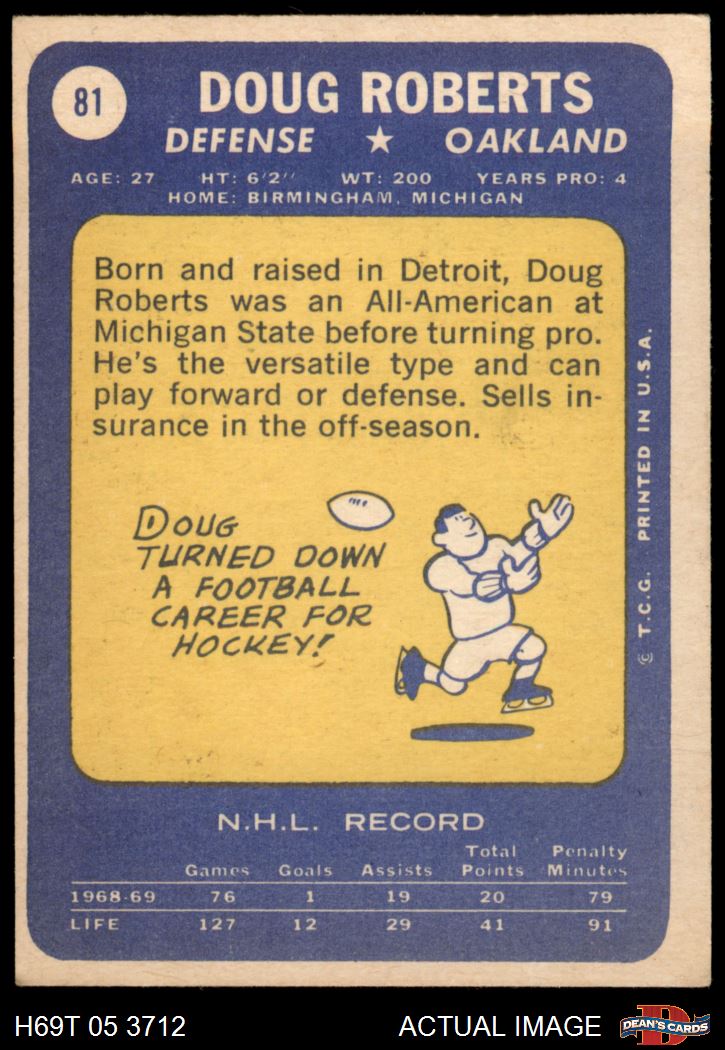 81
DOUG ROBERTS
DEFENSE ★ OAKLAND
AGE: 27 HT: 6'2'' WT: 200 YEARS PRO: 4
HOME: BIRMINGHAM, MICHIGAN
Born and raised in Detroit, Doug
Roberts was an All-American at
Michigan State before turning pro.
He's the versatile type and can
play forward or defense. Sells in-
surance in the off-season.
DOUG
TURNED DOWN
A FOOTBALL
CAREER FOR
HOCKEY!
© T.C.G. PRINTED IN U.S.A.
N.H.L. RECORD
Games Goals Assists Total Points Penalty Minutes
1968-69 76 1 19 20 79
LIFE 127 12 29 41 91
H69T 05 3712 ACTUAL IMAGE
D
DEAN'S CARDS